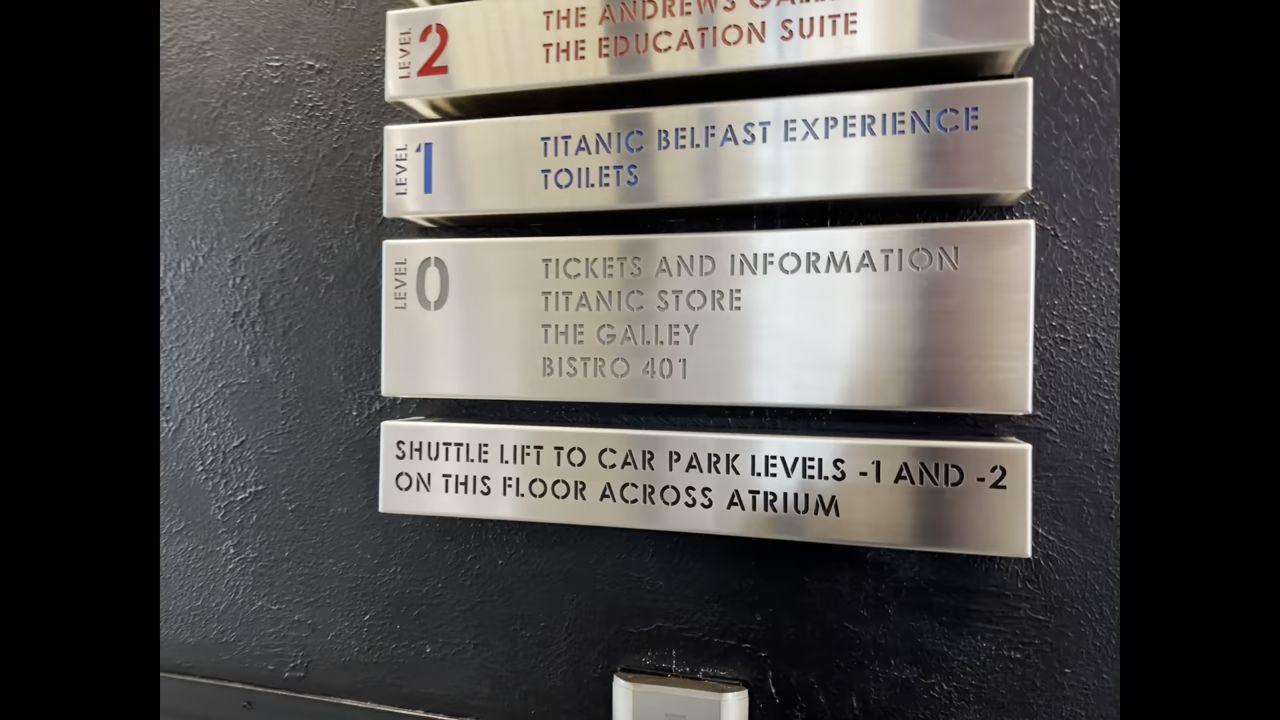 LEVEL 2
THE ANDREWS
THE EDUCATION SUITE
LEVEL 1
TITANIC BELFAST EXPERIENCE
TOILETS
LEVEL 0
TICKETS AND INFORMATION
TITANIC STORE
THE GALLEY
BISTRO 401
SHUTTLE LIFT TO CAR PARK LEVELS -1 AND -2
ON THIS FLOOR ACROSS ATRIUM